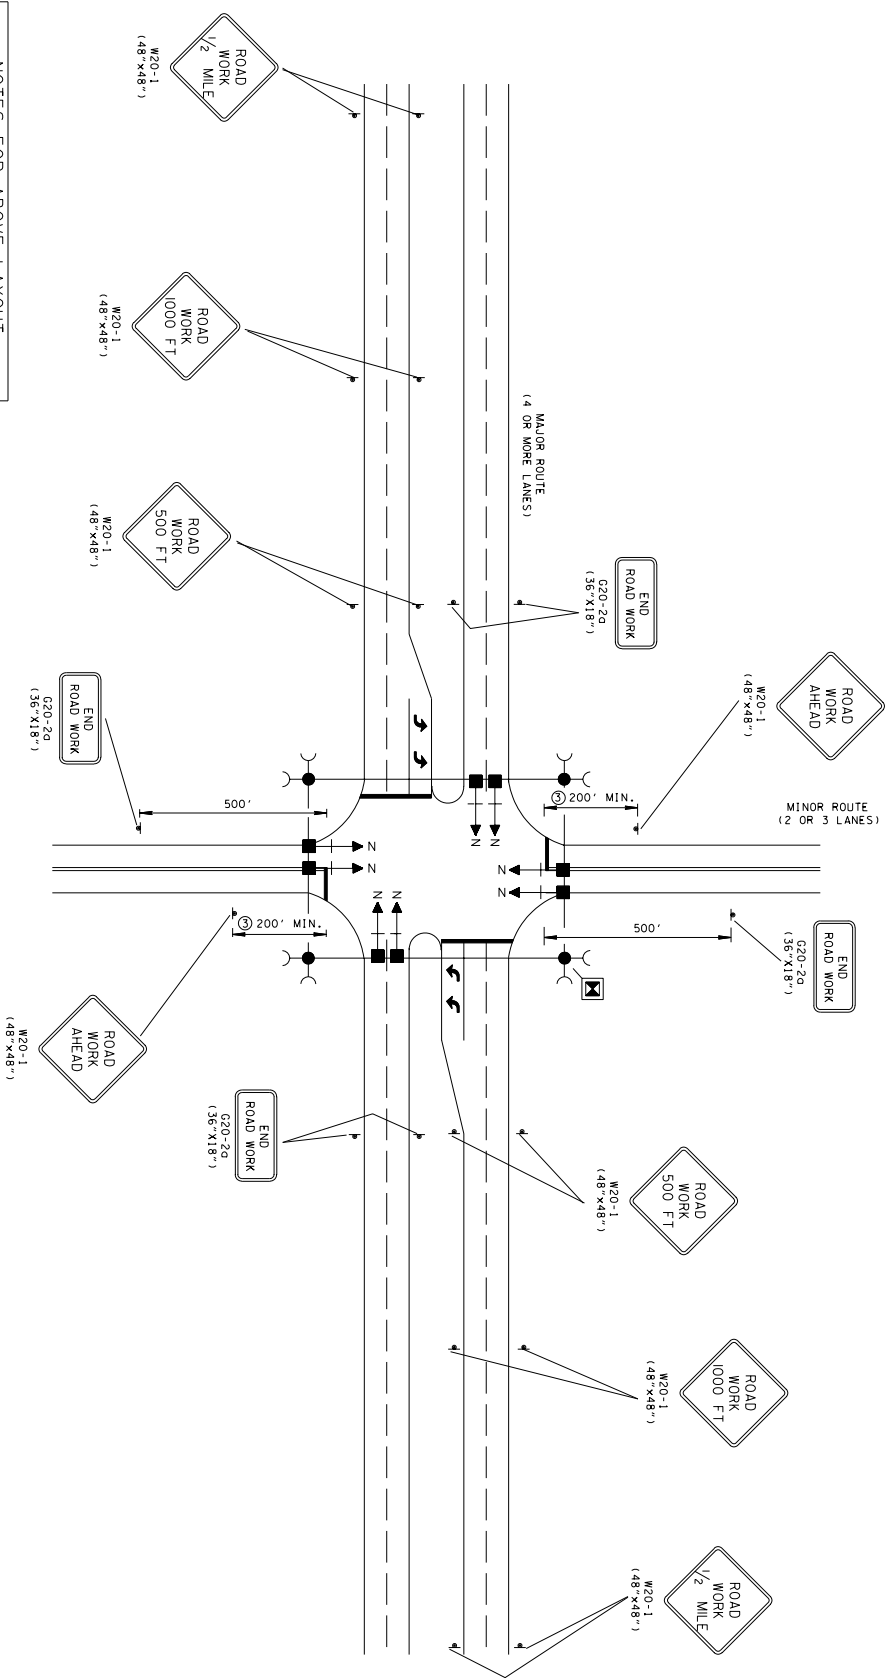 ROAD
WORK
1/2 MILE
W20-1
(48"x48")
ROAD
WORK
1000 FT
W20-1
(48"x48")
ROAD
WORK
500 FT
W20-1
(48"x48")
MAJOR ROUTE
(4 OR MORE LANES)
END
ROAD WORK
G20-2a
(36"X18")
ROAD
WORK
AHEAD
W20-1
(48"x48")
END
ROAD WORK
G20-2a
(36"X18")
MINOR ROUTE
(2 OR 3 LANES)
500'
③ 200' MIN.
N
N
N
N
N
N
N
N
③ 200' MIN.
500'
END
ROAD WORK
G20-2a
(36"X18")
ROAD
WORK
AHEAD
W20-1
(48"x48")
END
ROAD WORK
G20-2a
(36"X18")
ROAD
WORK
500 FT
W20-1
(48"x48")
ROAD
WORK
1000 FT
W20-1
(48"x48")
ROAD
WORK
1/2 MILE
W20-1
(48"x48")
NOTES FOR ABOVE LAYOUT